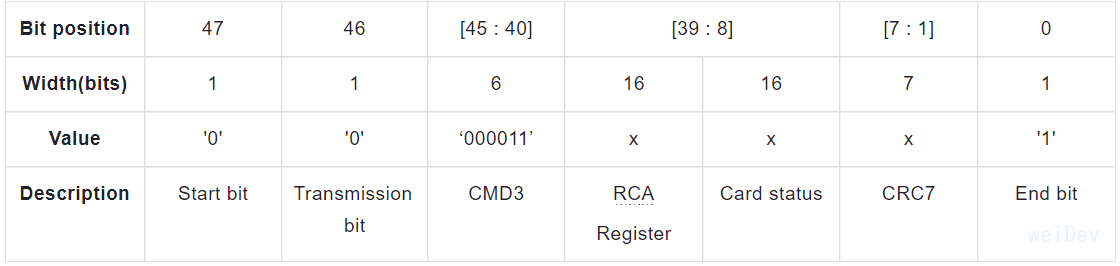 Bit position 47 46 [45 : 40] [39 : 8] [7 : 1] 0
Width(bits) 1 1 6 16 16 7 1
Value '0' '0' ‘000011’ x x x '1'
Description Start bit Transmission bit CMD3 RCA Register Card status CRC7 End bit
weiDev